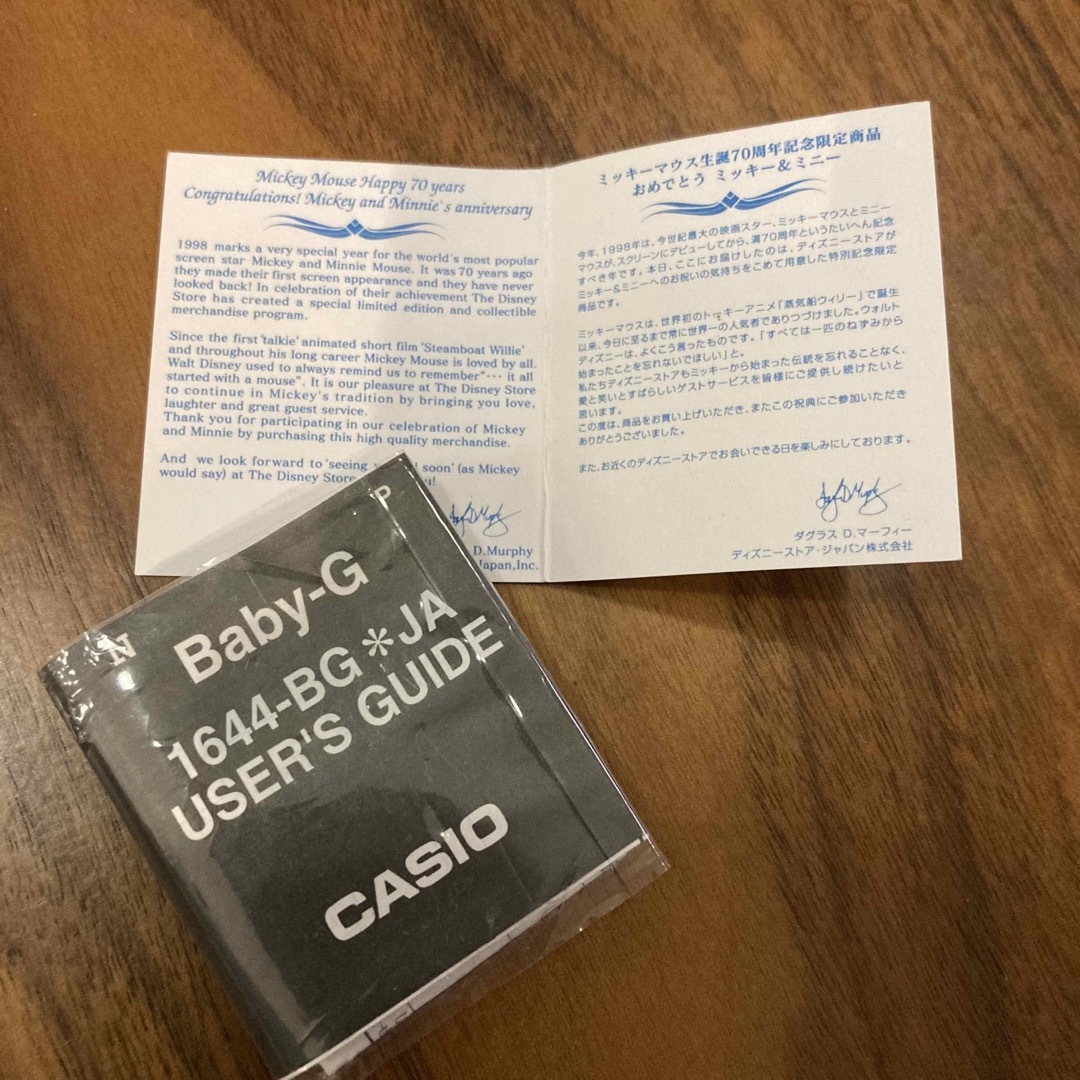 Mickey Mouse Happy 70 years
Congratulations! Mickey and Minnie's anniversary
1998 marks a very special year for the world's most popular
screen star Mickey and Minnie Mouse. It was 70 years ago
they made their first screen appearance and they have never
looked back! In celebration of their achievement The Disney
Store has created a special limited edition and collectible
merchandise program.
Since the first 'talkie' animated short film 'Steamboat Willie'
and throughout his long career Mickey Mouse is loved by all.
Walt Disney used to always remind us to remember"… it all
started with a mouse". It is our pleasure at The Disney Store
to continue in Mickey's tradition by bringing you love,
laughter and great guest service.
Thank you for participating in our celebration of Mickey
and Minnie by purchasing this high quality merchandise.
And we look forward to 'seeing soon' (as Mickey
would say) at The Disney Store
D.Murphy
Japan,Inc.
ミッキーマウス生誕70周年記念限定商品
おめでとう ミッキー&ミニー
今年、1998年は、今世紀最大の映画スター、ミッキーマウスとミニー
マウスが、スクリーンにデビューしてから、満70周年というたいへん記念
すべき年です。本日、ここにお届けしたのは、ディズニーストアが
ミッキー&ミニーへのお祝いの気持ちをこめて用意した特別記念限定
商品です。
ミッキーマウスは、世界初のトーキーアニメ「蒸気船ウィリー」で誕生
以来、今日に至るまで常に世界一の人気者でありつづけました。ウォルト
ディズニーは、よくこう言ったものです。「すべては一匹のねずみから
始まったことを忘れないでほしい」と。
私たちディズニーストアもミッキーから始まった伝統を忘れることなく、
愛と笑いとすばらしいゲストサービスを皆様にご提供し続けたいと
思います。
この度は、商品をお買い上げいただき、またこの祝典にご参加いただき
ありがとうございました。
また、お近くのディズニーストアでお会いできる日を楽しみにしております。
ダグラス D.マーフィー
ディズニーストア・ジャパン株式会社
P
N
Baby-G
1644-BG*JA
USER'S GUIDE
CASIO